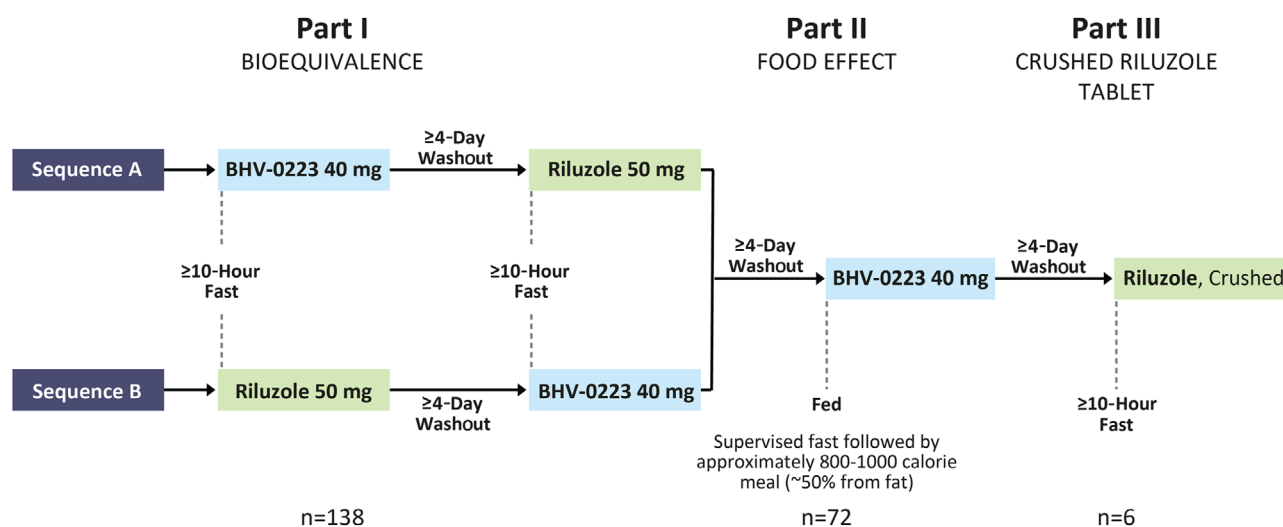 Part I
BIOEQUIVALENCE
Part II
FOOD EFFECT
Part III
CRUSHED RILUZOLE
TABLET
Sequence A
BHV-0223 40 mg
≥4-Day
Washout
Riluzole 50 mg
≥10-Hour
Fast
≥10-Hour
Fast
Sequence B
Riluzole 50 mg
≥4-Day
Washout
BHV-0223 40 mg
≥4-Day
Washout
BHV-0223 40 mg
≥4-Day
Washout
Riluzole, Crushed
Fed
Supervised fast followed by
approximately 800-1000 calorie
meal (~50% from fat)
≥10-Hour
Fast
n=138
n=72
n=6